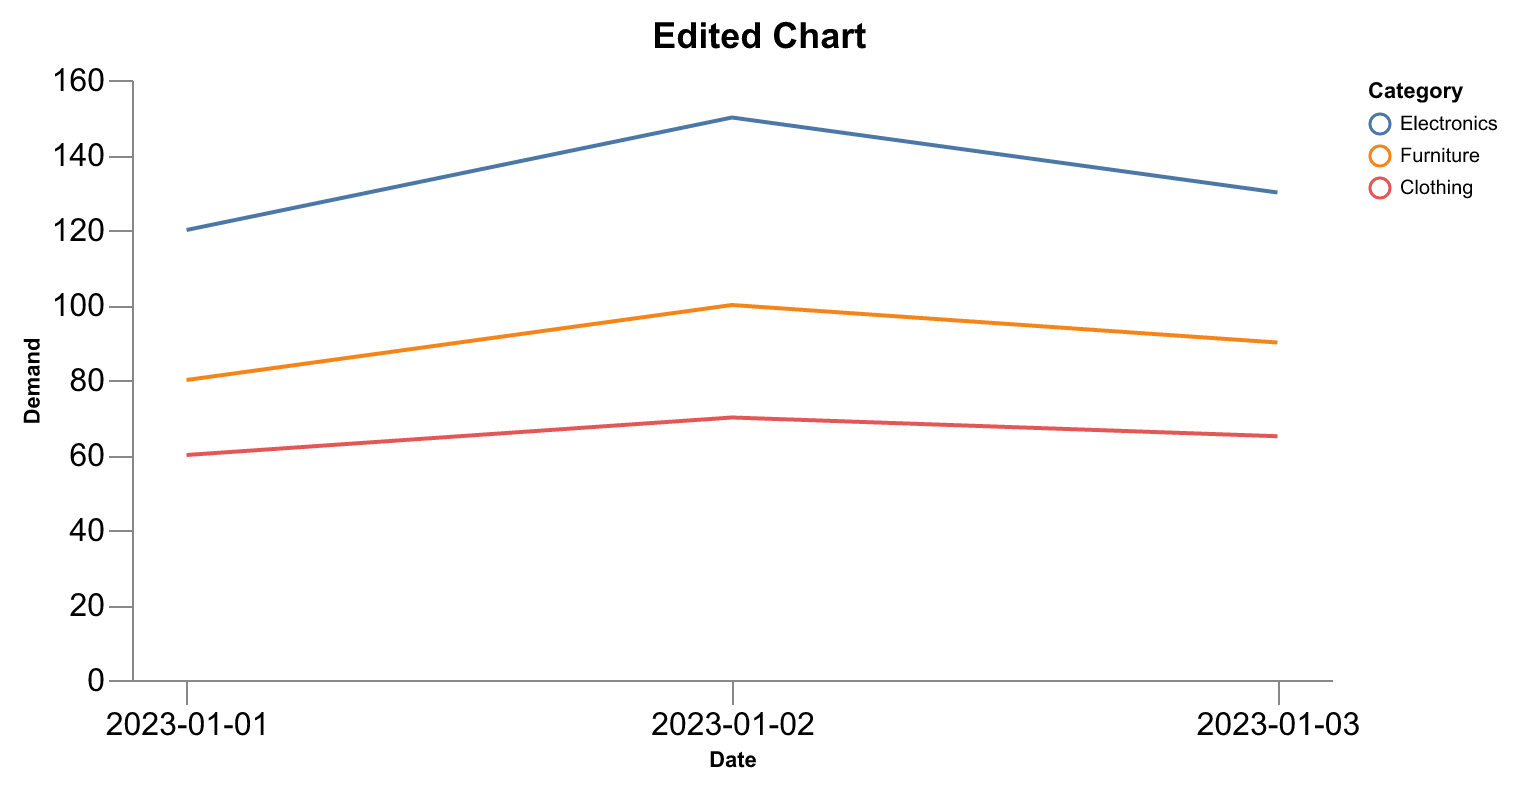 Edited Chart
160
140
120
100
80
60
40
20
0
Demand
2023-01-01
2023-01-02
2023-01-03
Date
Category
Electronics
Furniture
Clothing